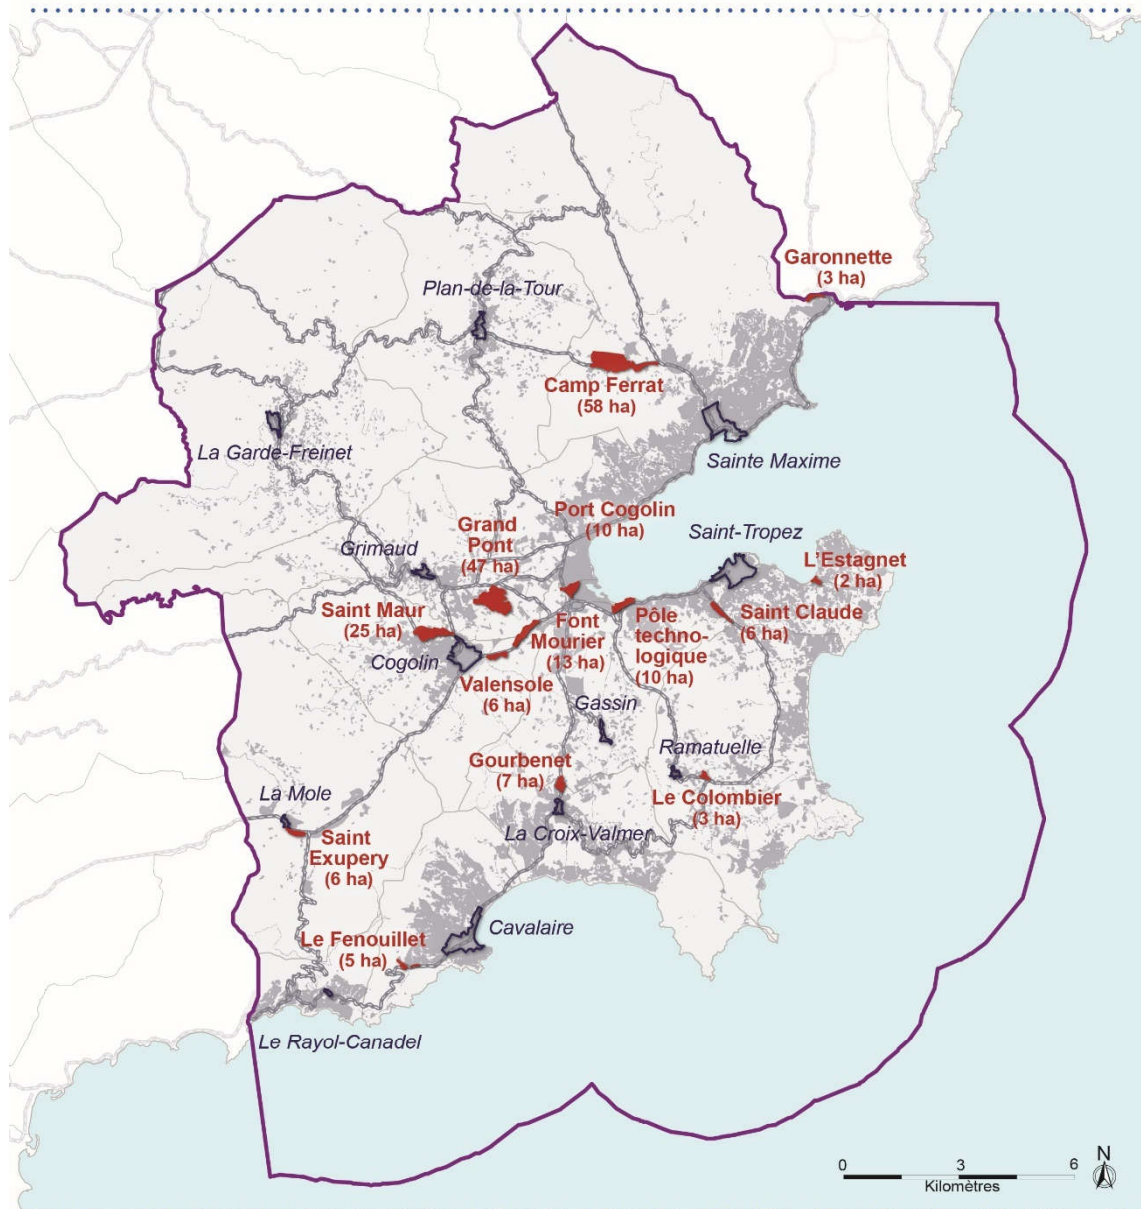 Garonnette
(3 ha)
Plan-de-la-Tour
Camp Ferrat
(58 ha)
La Garde-Freinet
Sainte Maxime
Port Cogolin
(10 ha)
Grand
Pont
(47 ha)
Saint-Tropez
Grimaud
L'Estagnet
(2 ha)
Saint Maur
(25 ha)
Font
Mourier
(13 ha)
Pôle
techno-
logique
(10 ha)
Saint Claude
(6 ha)
Cogolin
Valensole
(6 ha)
Gassin
Ramatuelle
Gourbenet
(7 ha)
La Mole
Le Colombier
(3 ha)
La Croix-Valmer
Saint
Exupery
(6 ha)
Cavalaire
Le Fenouillet
(5 ha)
Le Rayol-Canadel
0 3 6
Kilomètres
N